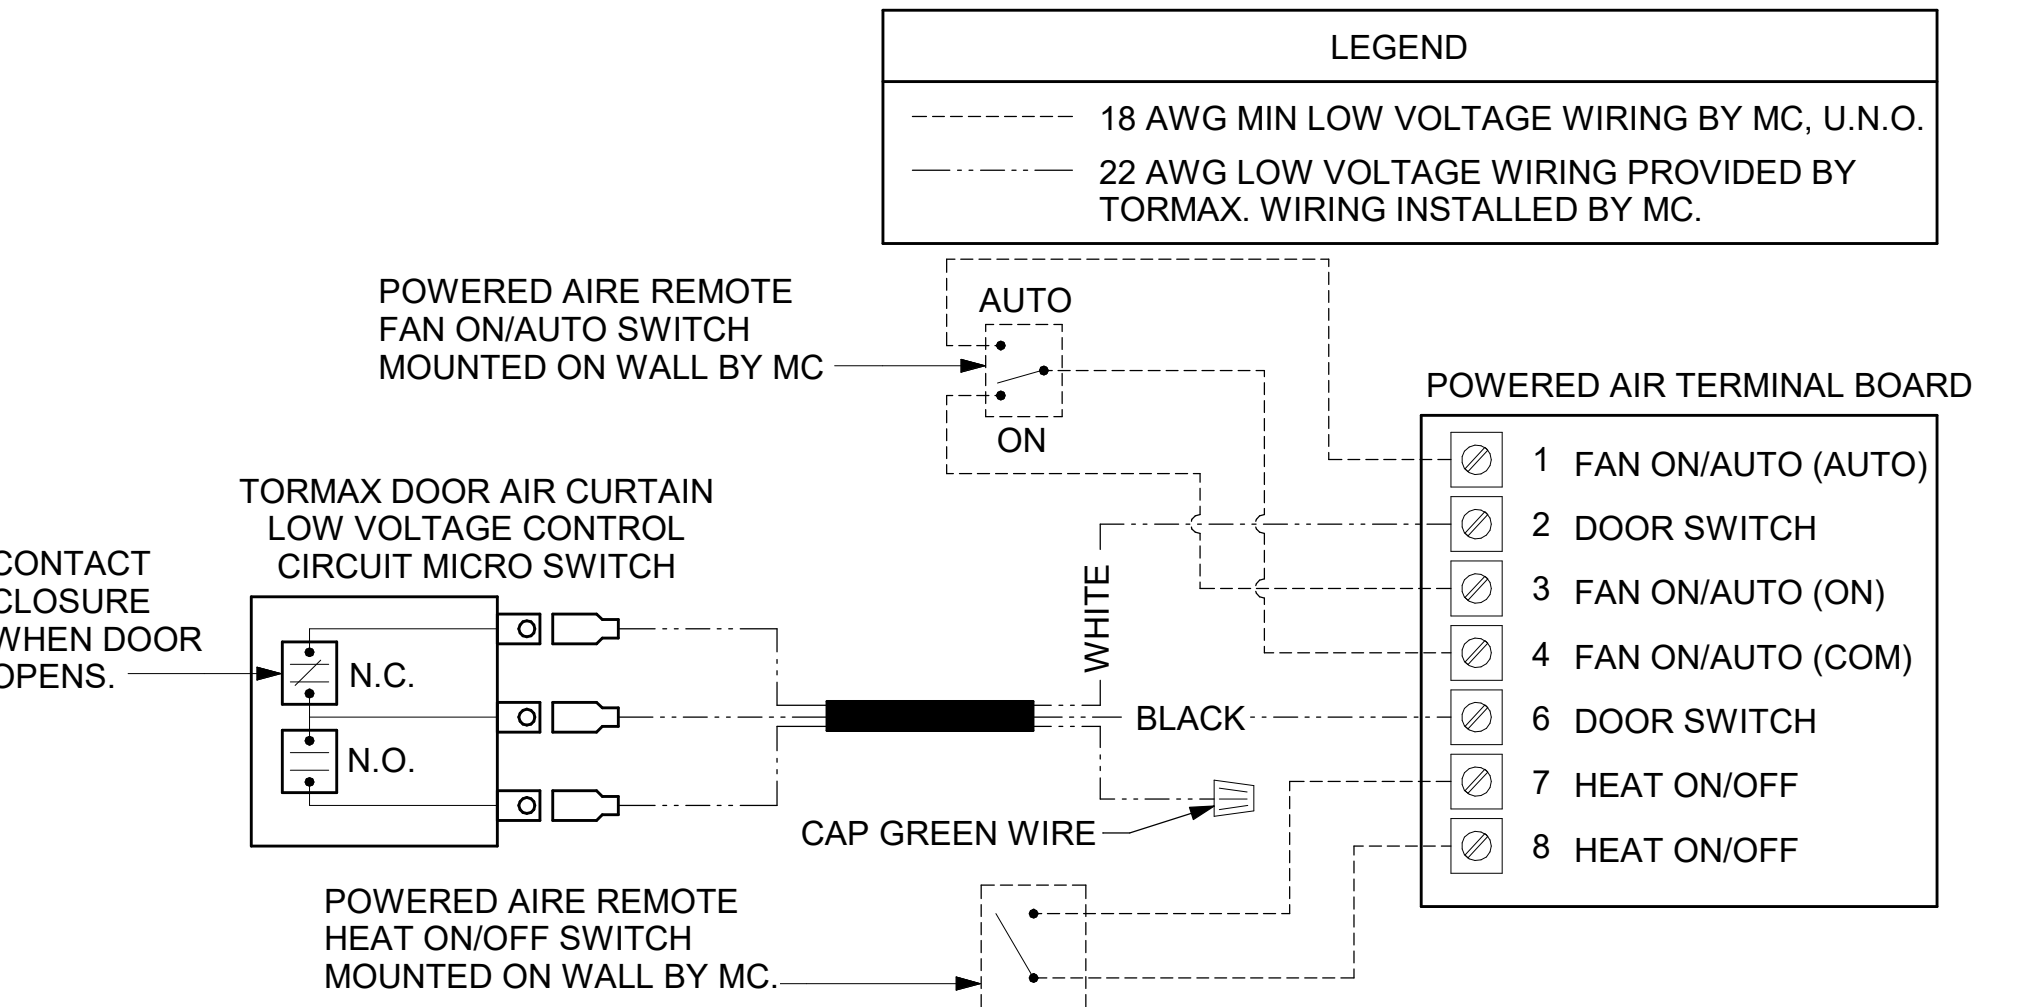 LEGEND
18 AWG MIN LOW VOLTAGE WIRING BY MC, U.N.O.
22 AWG LOW VOLTAGE WIRING PROVIDED BY
TORMAX. WIRING INSTALLED BY MC.
POWERED AIRE REMOTE
FAN ON/AUTO SWITCH
MOUNTED ON WALL BY MC
AUTO
ON
POWERED AIR TERMINAL BOARD
1 FAN ON/AUTO (AUTO)
2 DOOR SWITCH
3 FAN ON/AUTO (ON)
4 FAN ON/AUTO (COM)
6 DOOR SWITCH
7 HEAT ON/OFF
8 HEAT ON/OFF
TORMAX DOOR AIR CURTAIN
LOW VOLTAGE CONTROL
CIRCUIT MICRO SWITCH
CONTACT
CLOSURE
WHEN DOOR
OPENS.
N.C.
N.O.
WHITE
BLACK
CAP GREEN WIRE
POWERED AIRE REMOTE
HEAT ON/OFF SWITCH
MOUNTED ON WALL BY MC.